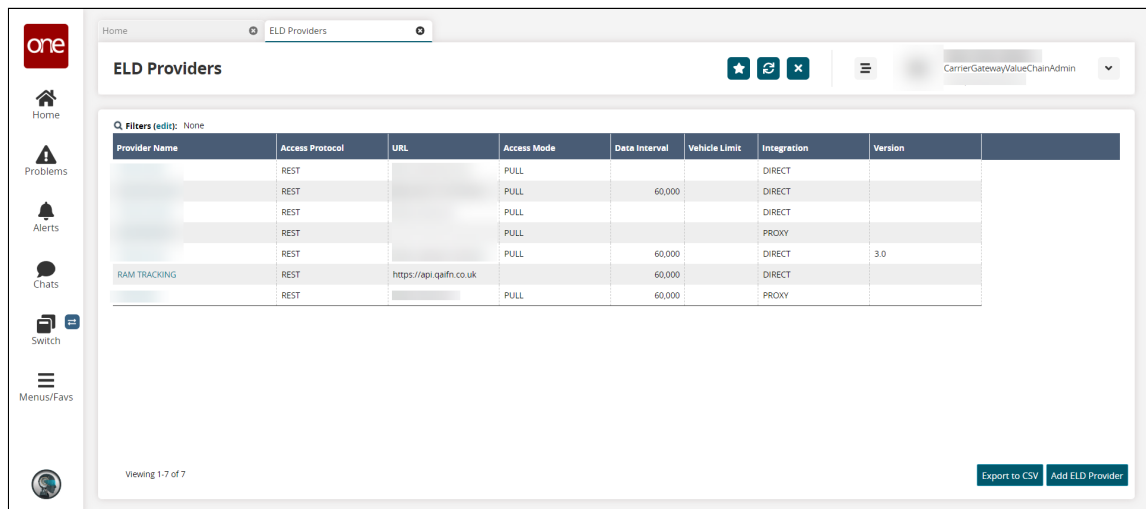 one
Home
Problems
Alerts
Chats
Switch
Menus/Favs
Home
ELD Providers
ELD Providers
CarrierGatewayValueChainAdmin
Filters (edit): None
Provider Name Access Protocol URL Access Mode Data Interval Vehicle Limit Integration Version
REST PULL DIRECT
REST PULL 60,000 DIRECT
REST PULL DIRECT
REST PULL PROXY
REST PULL 60,000 DIRECT 3.0
RAM TRACKING REST https://api.qaifn.co.uk 60,000 DIRECT
REST PULL 60,000 PROXY
Viewing 1-7 of 7
Export to CSV
Add ELD Provider